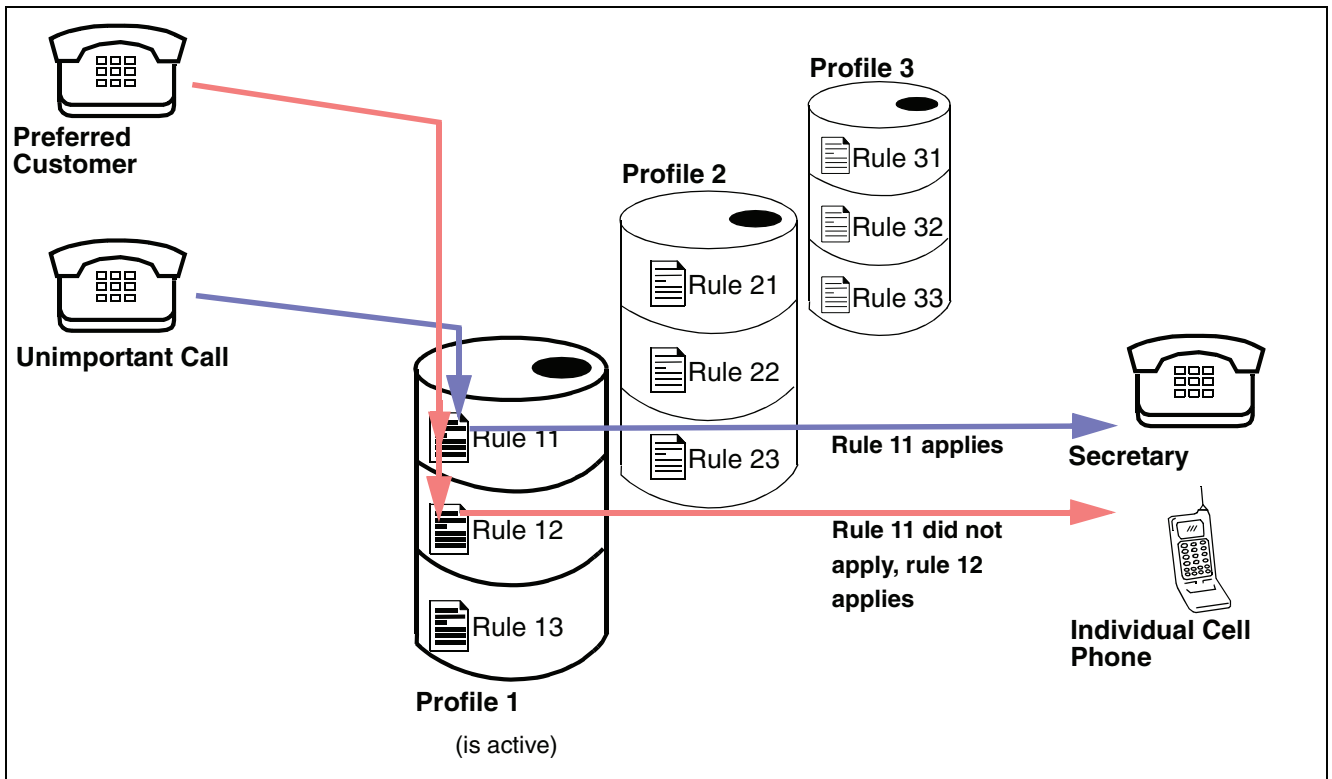 Preferred
Customer
Unimportant Call
Profile 1
(is active)
Rule 11
Rule 12
Rule 13
Profile 2
Rule 21
Rule 22
Rule 23
Profile 3
Rule 31
Rule 32
Rule 33
Rule 11 applies
Rule 11 did not
apply, rule 12
applies
Secretary
Individual Cell
Phone